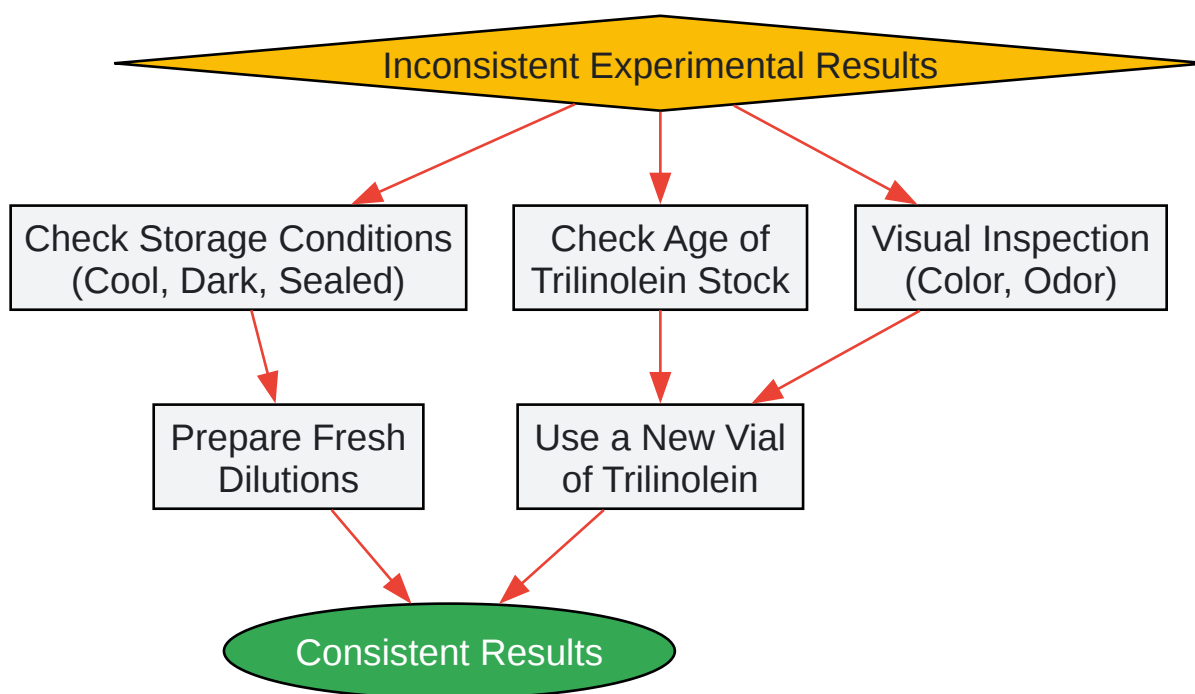 Inconsistent Experimental Results
Check Storage Conditions
(Cool, Dark, Sealed)
Check Age of
Trilinolein Stock
Visual Inspection
(Color, Odor)
Prepare Fresh
Dilutions
Use a New Vial
of Trilinolein
Consistent Results